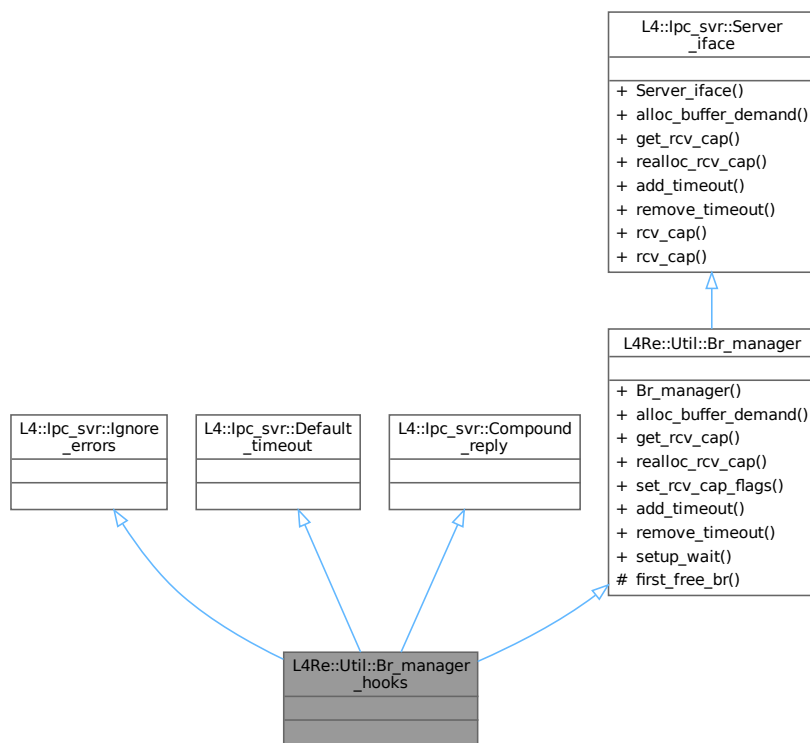 L4::Ipc_svr::Server
_iface
+ Server_iface()
+ alloc_buffer_demand()
+ get_rcv_cap()
+ realloc_rcv_cap()
+ add_timeout()
+ remove_timeout()
+ rcv_cap()
+ rcv_cap()
L4Re::Util::Br_manager
+ Br_manager()
+ alloc_buffer_demand()
+ get_rcv_cap()
+ realloc_rcv_cap()
+ set_rcv_cap_flags()
+ add_timeout()
+ remove_timeout()
+ setup_wait()
# first_free_br()
L4::Ipc_svr::Ignore
_errors
L4::Ipc_svr::Default
_timeout
L4::Ipc_svr::Compound
_reply
L4Re::Util::Br_manager
_hooks